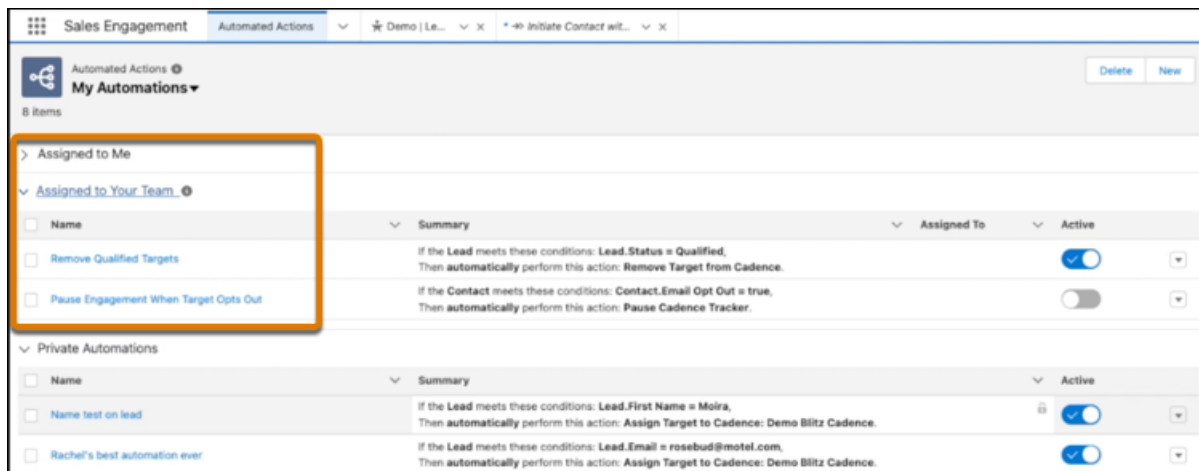 Sales Engagement
Automated Actions
Demo | Le...
* Initiate Contact wit...
Automated Actions
My Automations
Delete
New
8 items
Assigned to Me
Assigned to Your Team
Name Summary Assigned To Active
Remove Qualified Targets
If the Lead meets these conditions: Lead.Status = Qualified,
Then automatically perform this action: Remove Target from Cadence.
Pause Engagement When Target Opts Out
If the Contact meets these conditions: Contact.Email Opt Out = true,
Then automatically perform this action: Pause Cadence Tracker.
Private Automations
Name Summary Active
Name test on lead
If the Lead meets these conditions: Lead.First Name = Moira,
Then automatically perform this action: Assign Target to Cadence: Demo Blitz Cadence.
Rachel's best automation ever
If the Lead meets these conditions: Lead.Email = rosebud@motel.com,
Then automatically perform this action: Assign Target to Cadence: Demo Blitz Cadence.